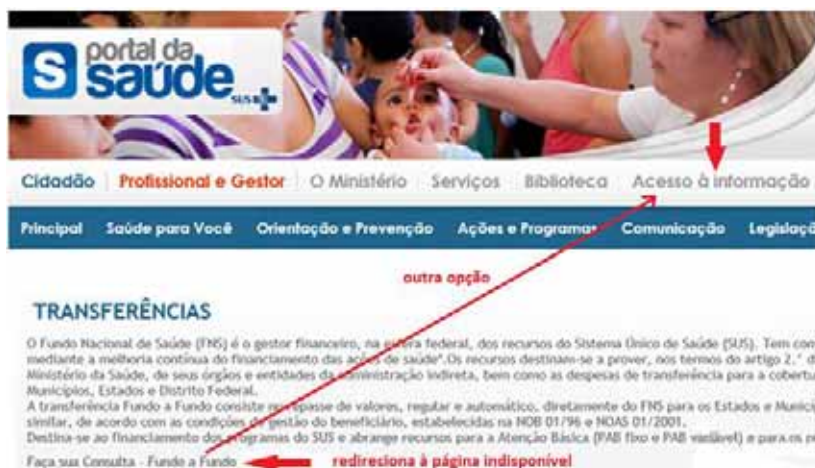 portal da
saúde
SUS
Cidadão Profissional e Gestor O Ministério Serviços Biblioteca Acesso à informação
Principal Saúde para Você Orientação e Prevenção Ações e Programas Comunicação Legislaçã
outra opção
TRANSFERÊNCIAS
O Fundo Nacional de Saúde (FNS) é o gestor financeiro, na esfera federal, dos recursos do Sistema Único de Saúde (SUS). Tem com
mediante a melhoria contínua do financiamento das ações de saúde".Os recursos destinam-se a prover, nos termos do artigo 2.º d
Ministério da Saúde, de seus órgãos e entidades da administração indireta, bem como as despesas de transferência para a cobertu
Municípios, Estados e Distrito Federal.
A transferência Fundo a Fundo consiste no repasse de valores, regular e automático, diretamente do FNS para os Estados e Municíp
similar, de acordo com as condições de gestão do beneficiário, estabelecidas na NOB 01/96 e NOAS 01/2001.
Destina-se ao financiamento dos programas do SUS e abrange recursos para a Atenção Básica (PAB fixo e PAB variável) e para os re
Faça sua Consulta - Fundo a Fundo redireciona à página indisponível